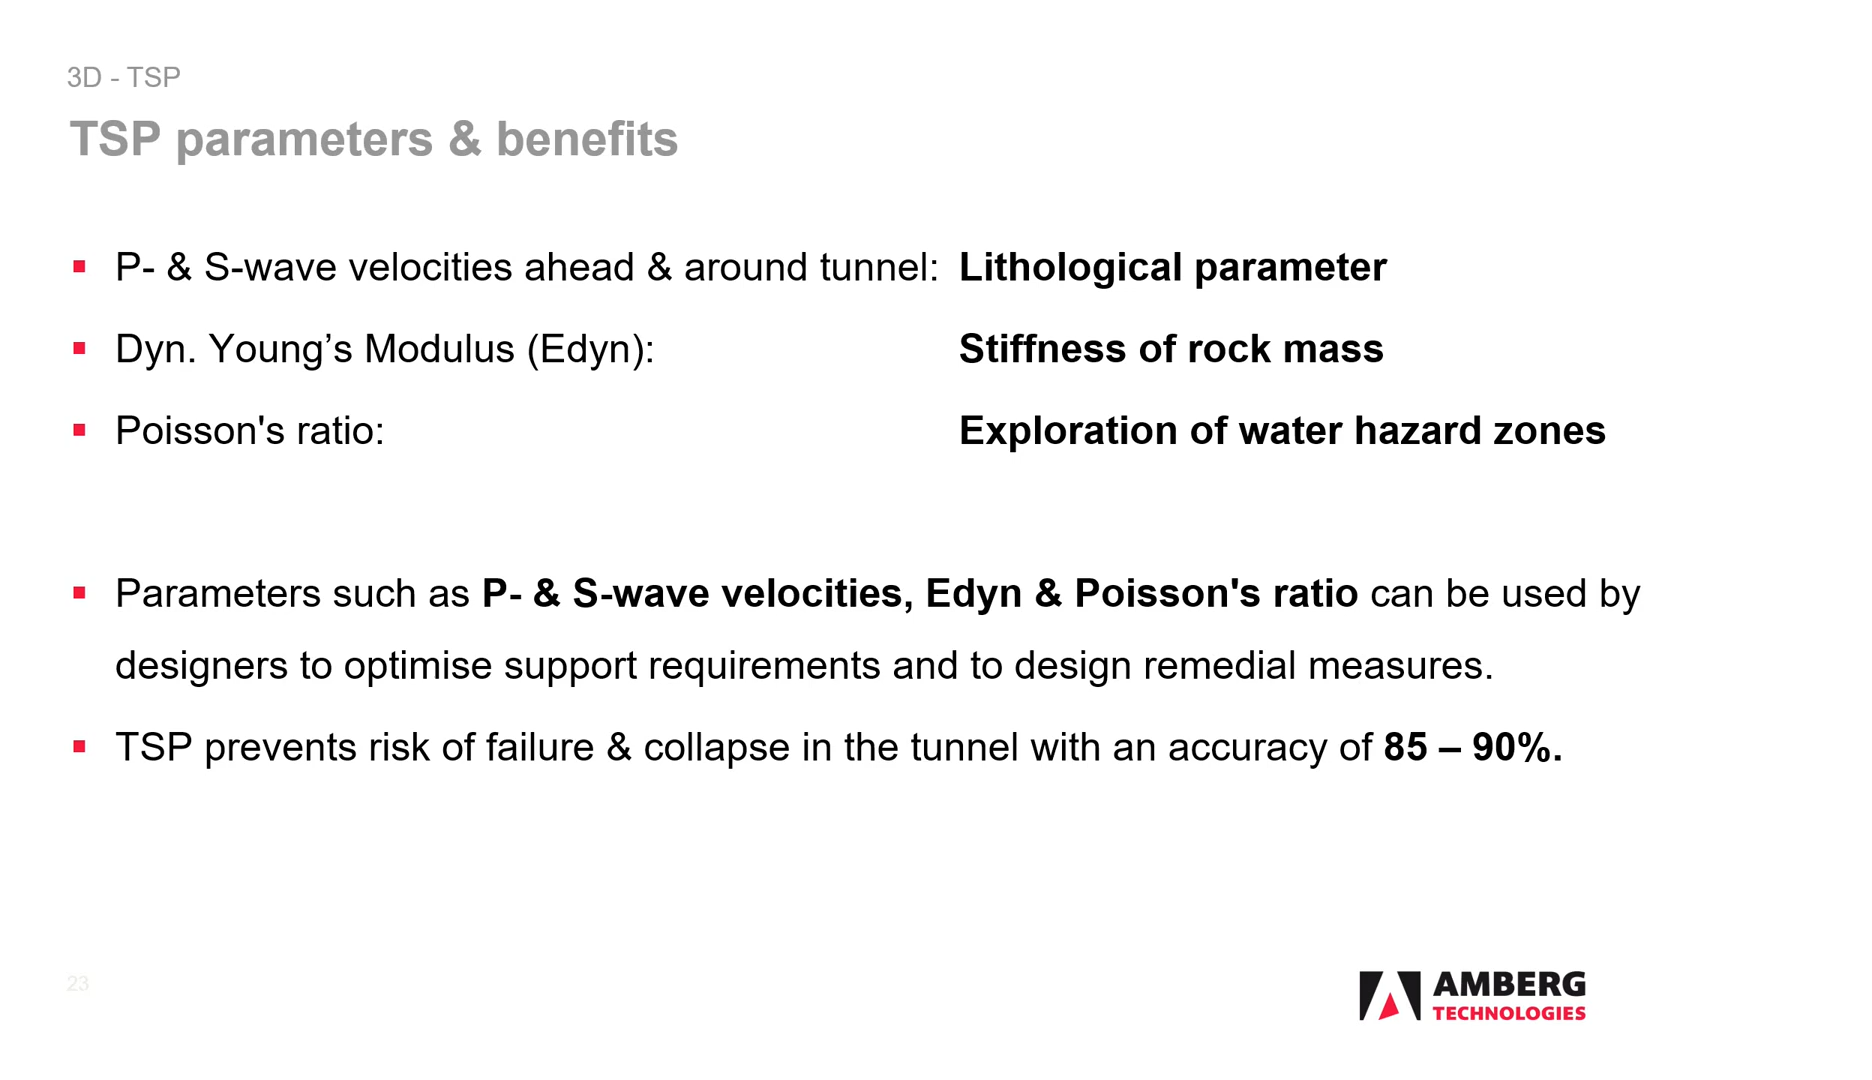 3D - TSP
TSP parameters & benefits
P- & S-wave velocities ahead & around tunnel: Lithological parameter
Dyn. Young’s Modulus (Edyn): Stiffness of rock mass
Poisson's ratio: Exploration of water hazard zones
Parameters such as P- & S-wave velocities, Edyn & Poisson's ratio can be used by
designers to optimise support requirements and to design remedial measures.
TSP prevents risk of failure & collapse in the tunnel with an accuracy of 85 – 90%.
23
AMBERG
TECHNOLOGIES